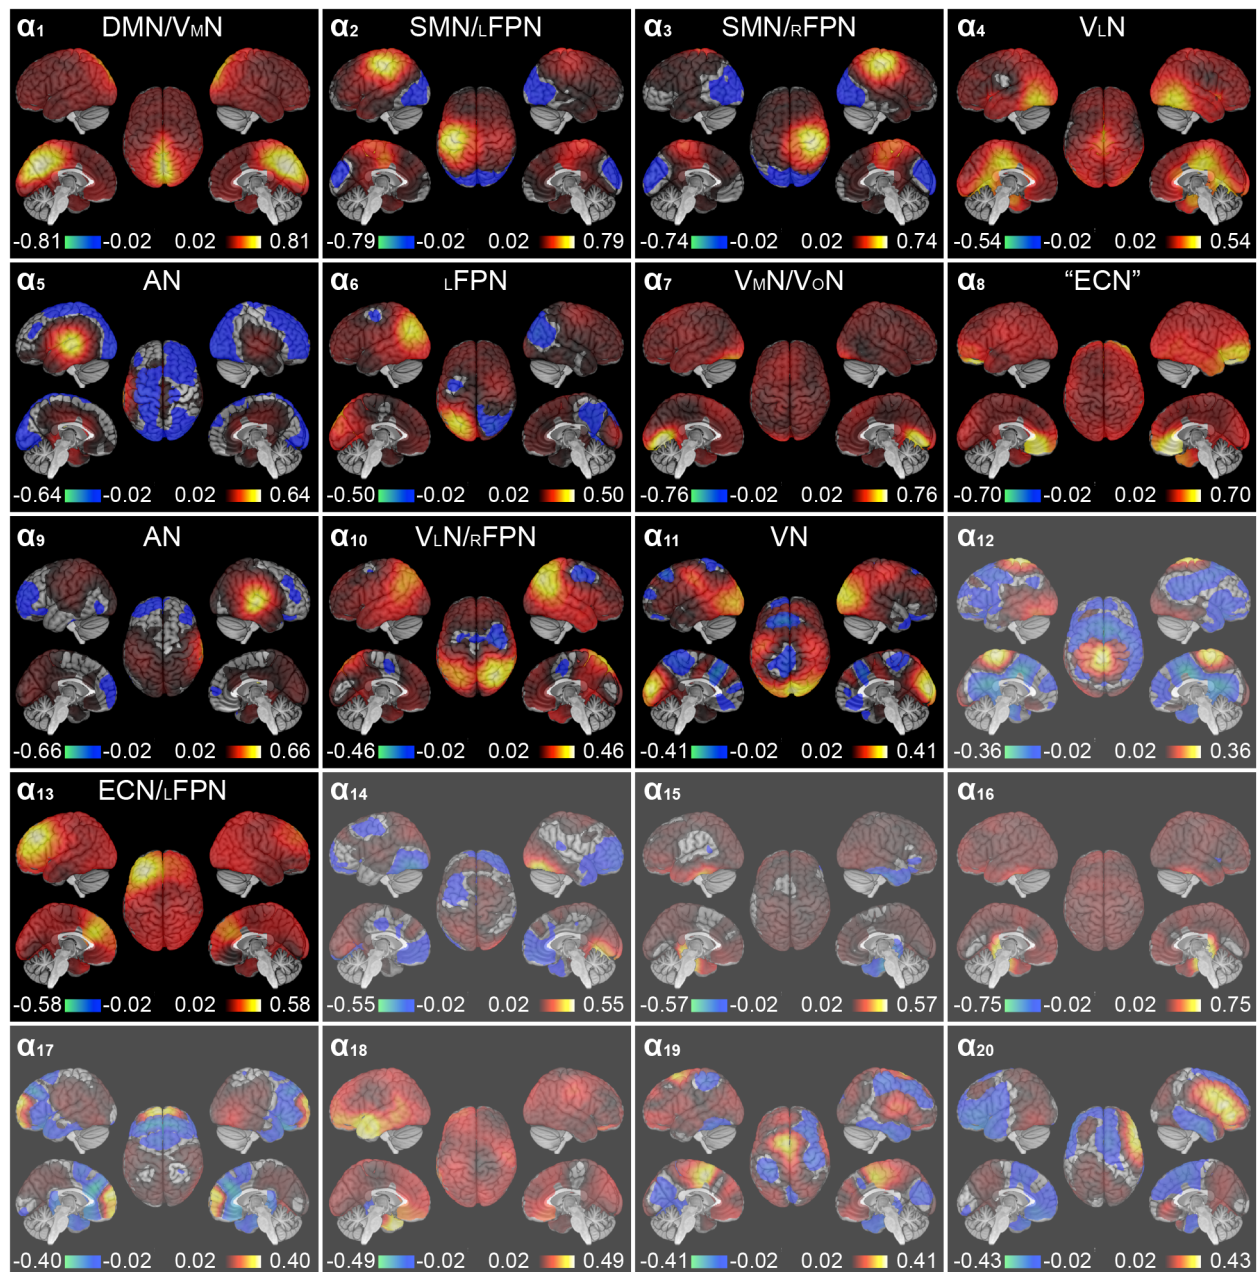 α1 DMN/VMN
-0.81 -0.02 0.02 0.81
α2 SMN/LFPN
-0.79 -0.02 0.02 0.79
α3 SMN/RFPN
-0.74 -0.02 0.02 0.74
α4 VLN
-0.54 -0.02 0.02 0.54
α5 AN
-0.64 -0.02 0.02 0.64
α6 LFPN
-0.50 -0.02 0.02 0.50
α7 VMN/VON
-0.76 -0.02 0.02 0.76
α8 “ECN”
-0.70 -0.02 0.02 0.70
α9 AN
-0.66 -0.02 0.02 0.66
α10 VLN/RFPN
-0.46 -0.02 0.02 0.46
α11 VN
-0.41 -0.02 0.02 0.41
α12
-0.36 -0.02 0.02 0.36
α13 ECN/LFPN
-0.58 -0.02 0.02 0.58
α14
-0.55 -0.02 0.02 0.55
α15
-0.57 -0.02 0.02 0.57
α16
-0.75 -0.02 0.02 0.75
α17
-0.40 -0.02 0.02 0.40
α18
-0.49 -0.02 0.02 0.49
α19
-0.41 -0.02 0.02 0.41
α20
-0.43 -0.02 0.02 0.43